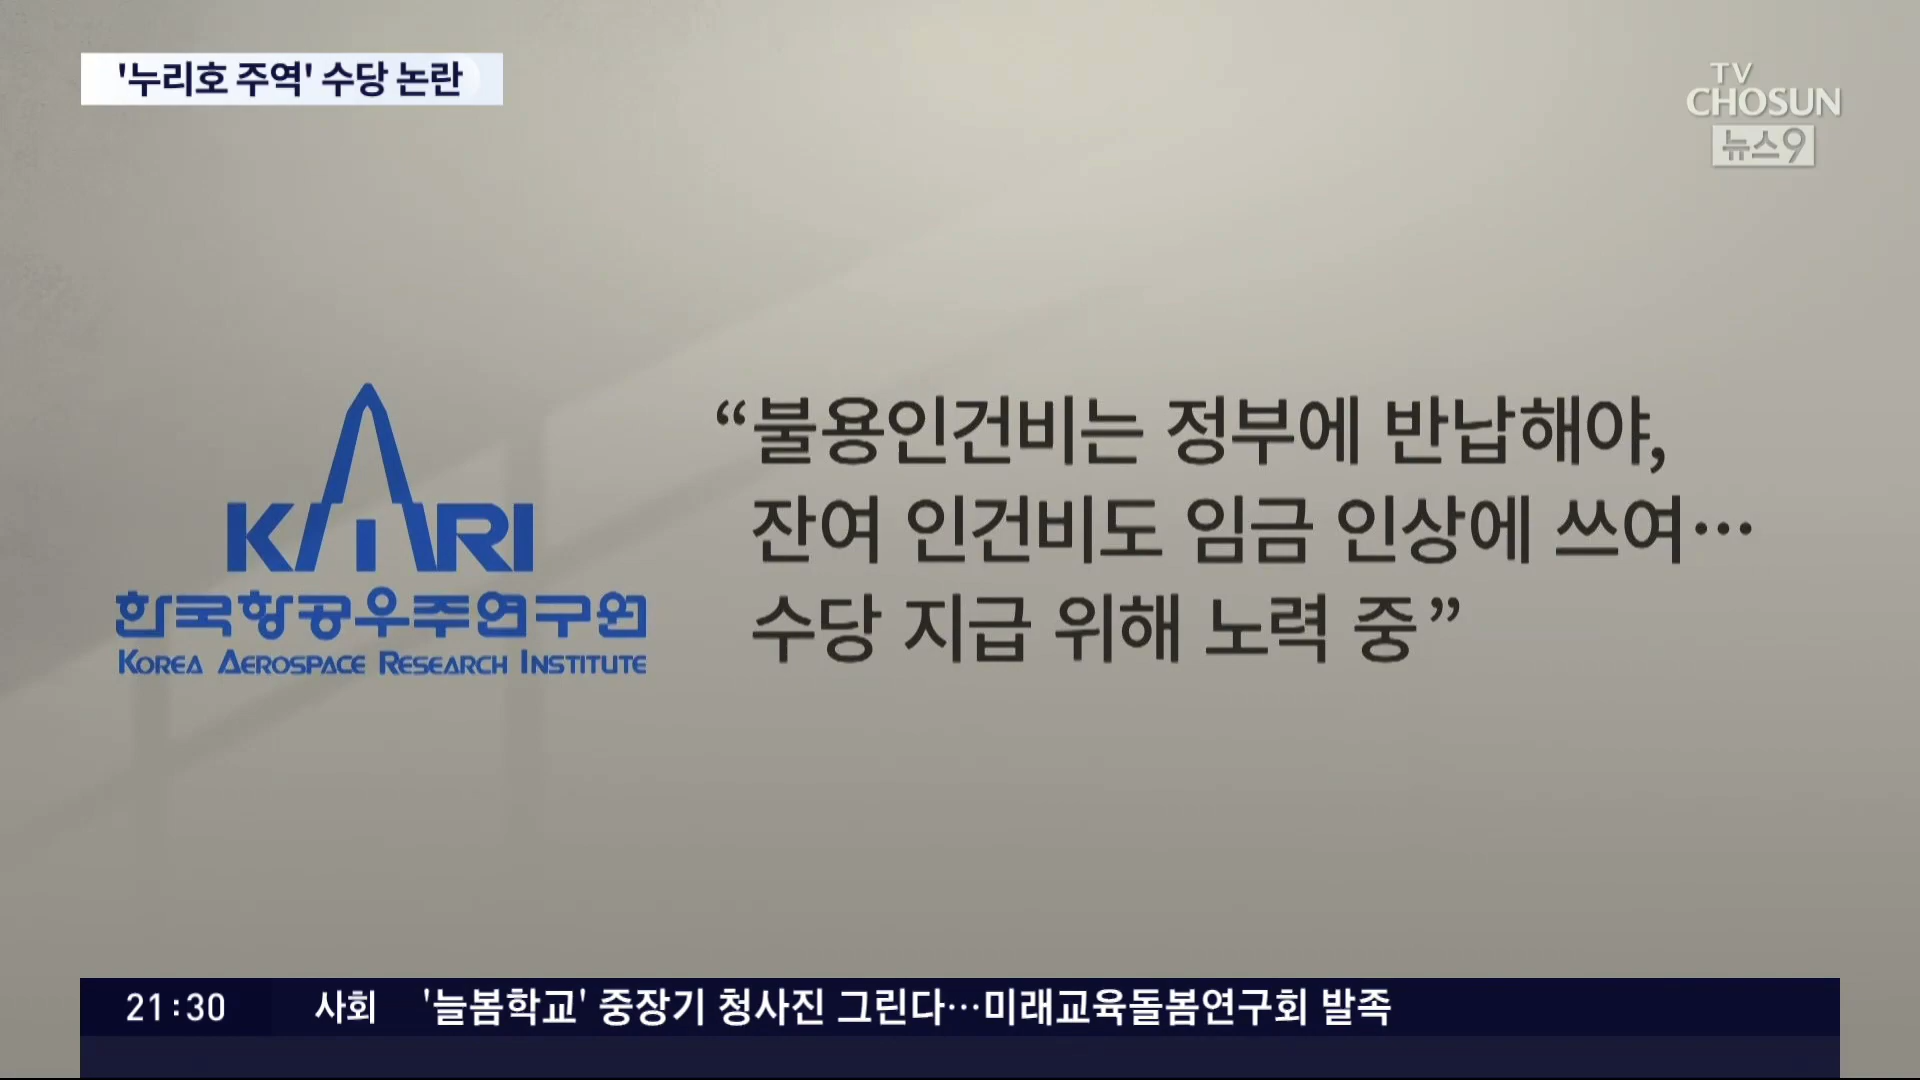 '누리호 주역' 수당 논란
TV
CHOSUN
뉴스9
KARI
한국항공우주연구원
KOREA AEROSPACE RESEARCH INSTITUTE
“불용인건비는 정부에 반납해야,
잔여 인건비도 임금 인상에 쓰여…
수당 지급 위해 노력 중”
21:30 사회 '늘봄학교' 중장기 청사진 그린다…미래교육돌봄연구회 발족